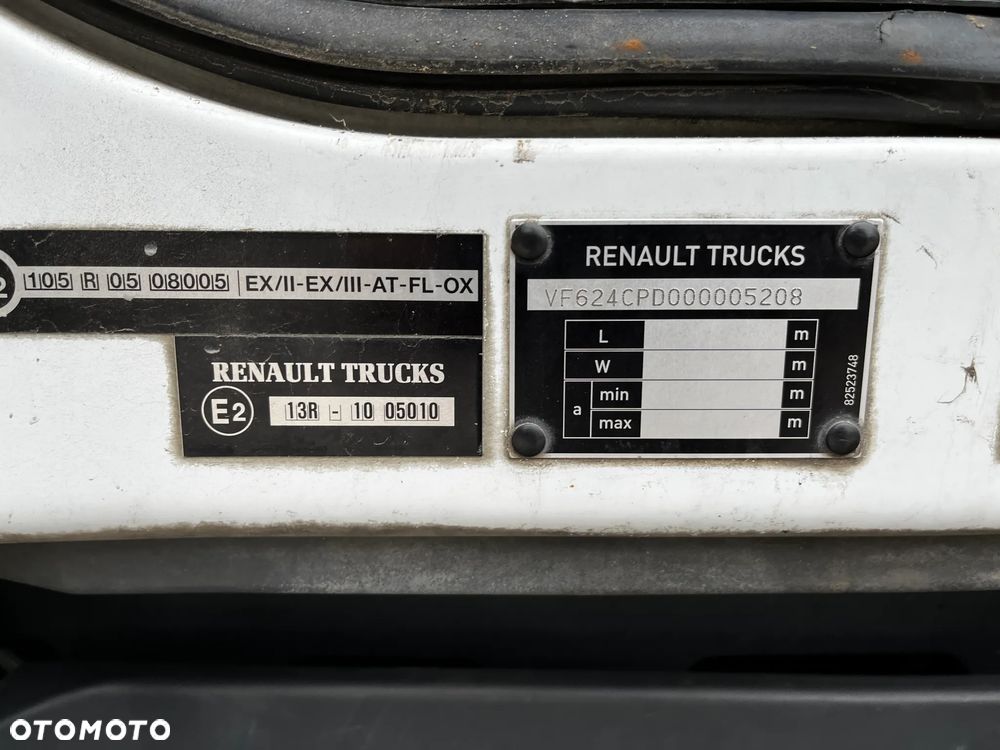 2 105 R 05 08005 EX/II-EX/III-AT-FL-OX
RENAULT TRUCKS
E2 13R - 10 05010
RENAULT TRUCKS
VF624CPD000005208
L m
W m
a min m
max m
82523748
OTOMOTO